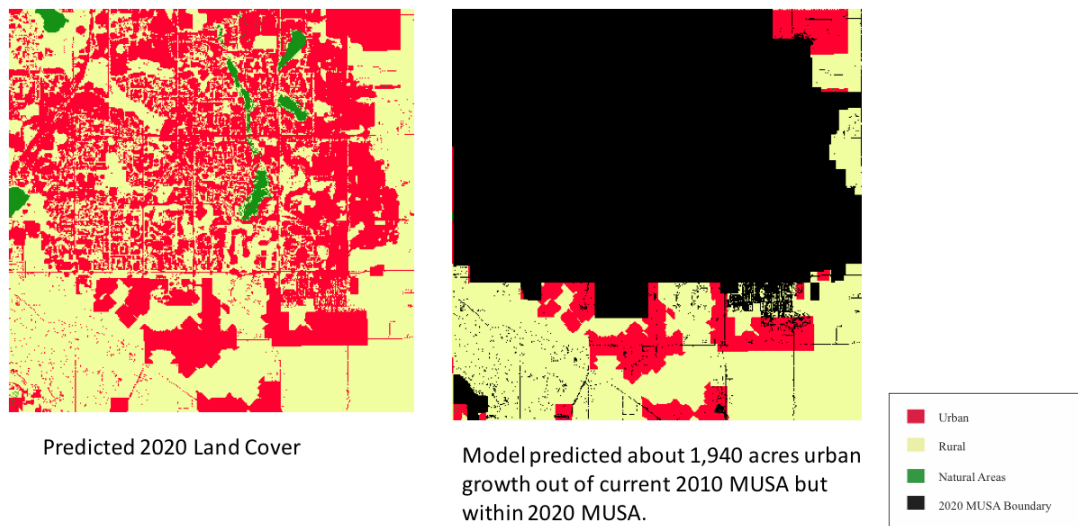 Predicted 2020 Land Cover
Model predicted about 1,940 acres urban
growth out of current 2010 MUSA but
within 2020 MUSA.
Urban
Rural
Natural Areas
2020 MUSA Boundary